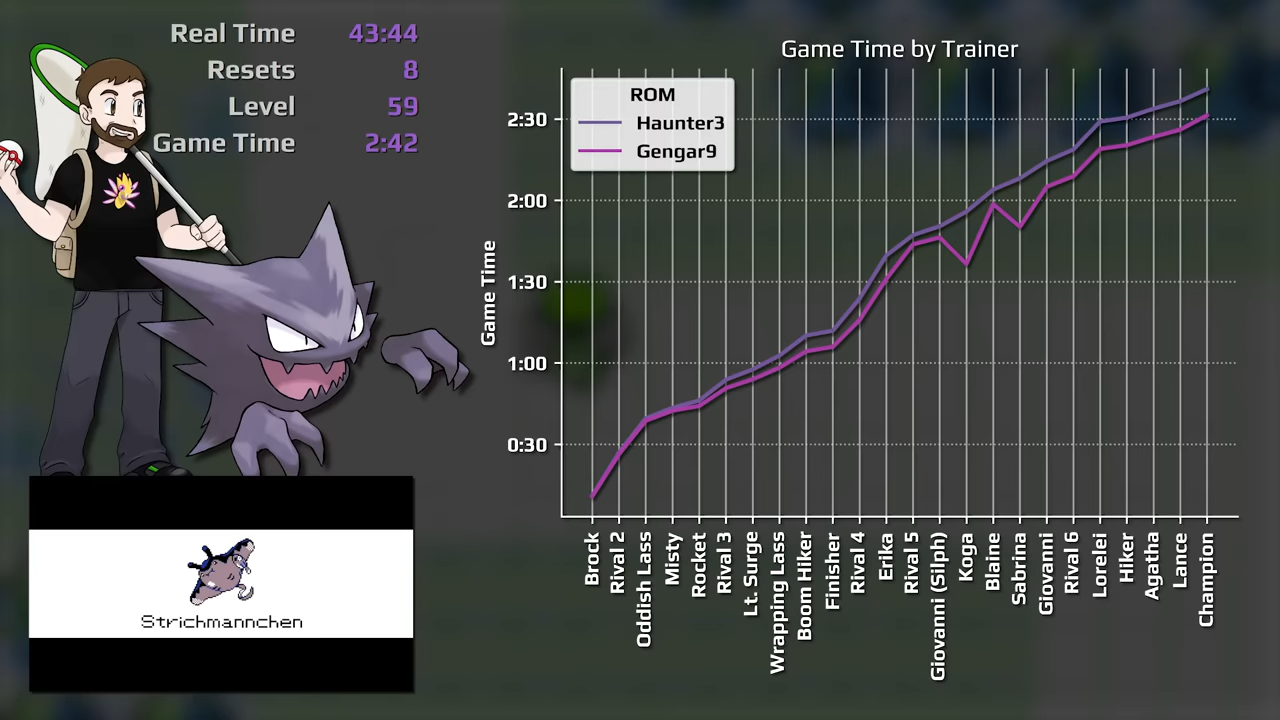 Real Time 43:44
Resets 8
Level 59
Game Time 2:42
Strichmannchen
Game Time by Trainer
ROM
Haunter3
Gengar9
Game Time
2:30
2:00
1:30
1:00
0:30
Brock
Rival 2
Oddish Lass
Misty
Rocket
Rival 3
Lt. Surge
Wrapping Lass
Boom Hiker
Finisher
Rival 4
Erika
Rival 5
Giovanni (Silph)
Koga
Blaine
Sabrina
Giovanni
Rival 6
Lorelei
Hiker
Agatha
Lance
Champion